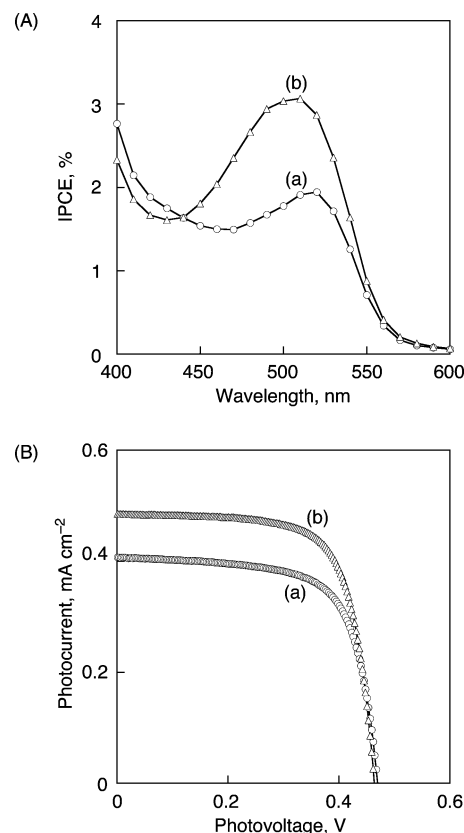 (A)
4
3
2
1
0
IPCE, %
(b)
(a)
400 450 500 550 600
Wavelength, nm
(B)
0.6
0.4
0.2
0
Photocurrent, mA cm–2
(b)
(a)
0 0.2 0.4 0.6
Photovoltage, V